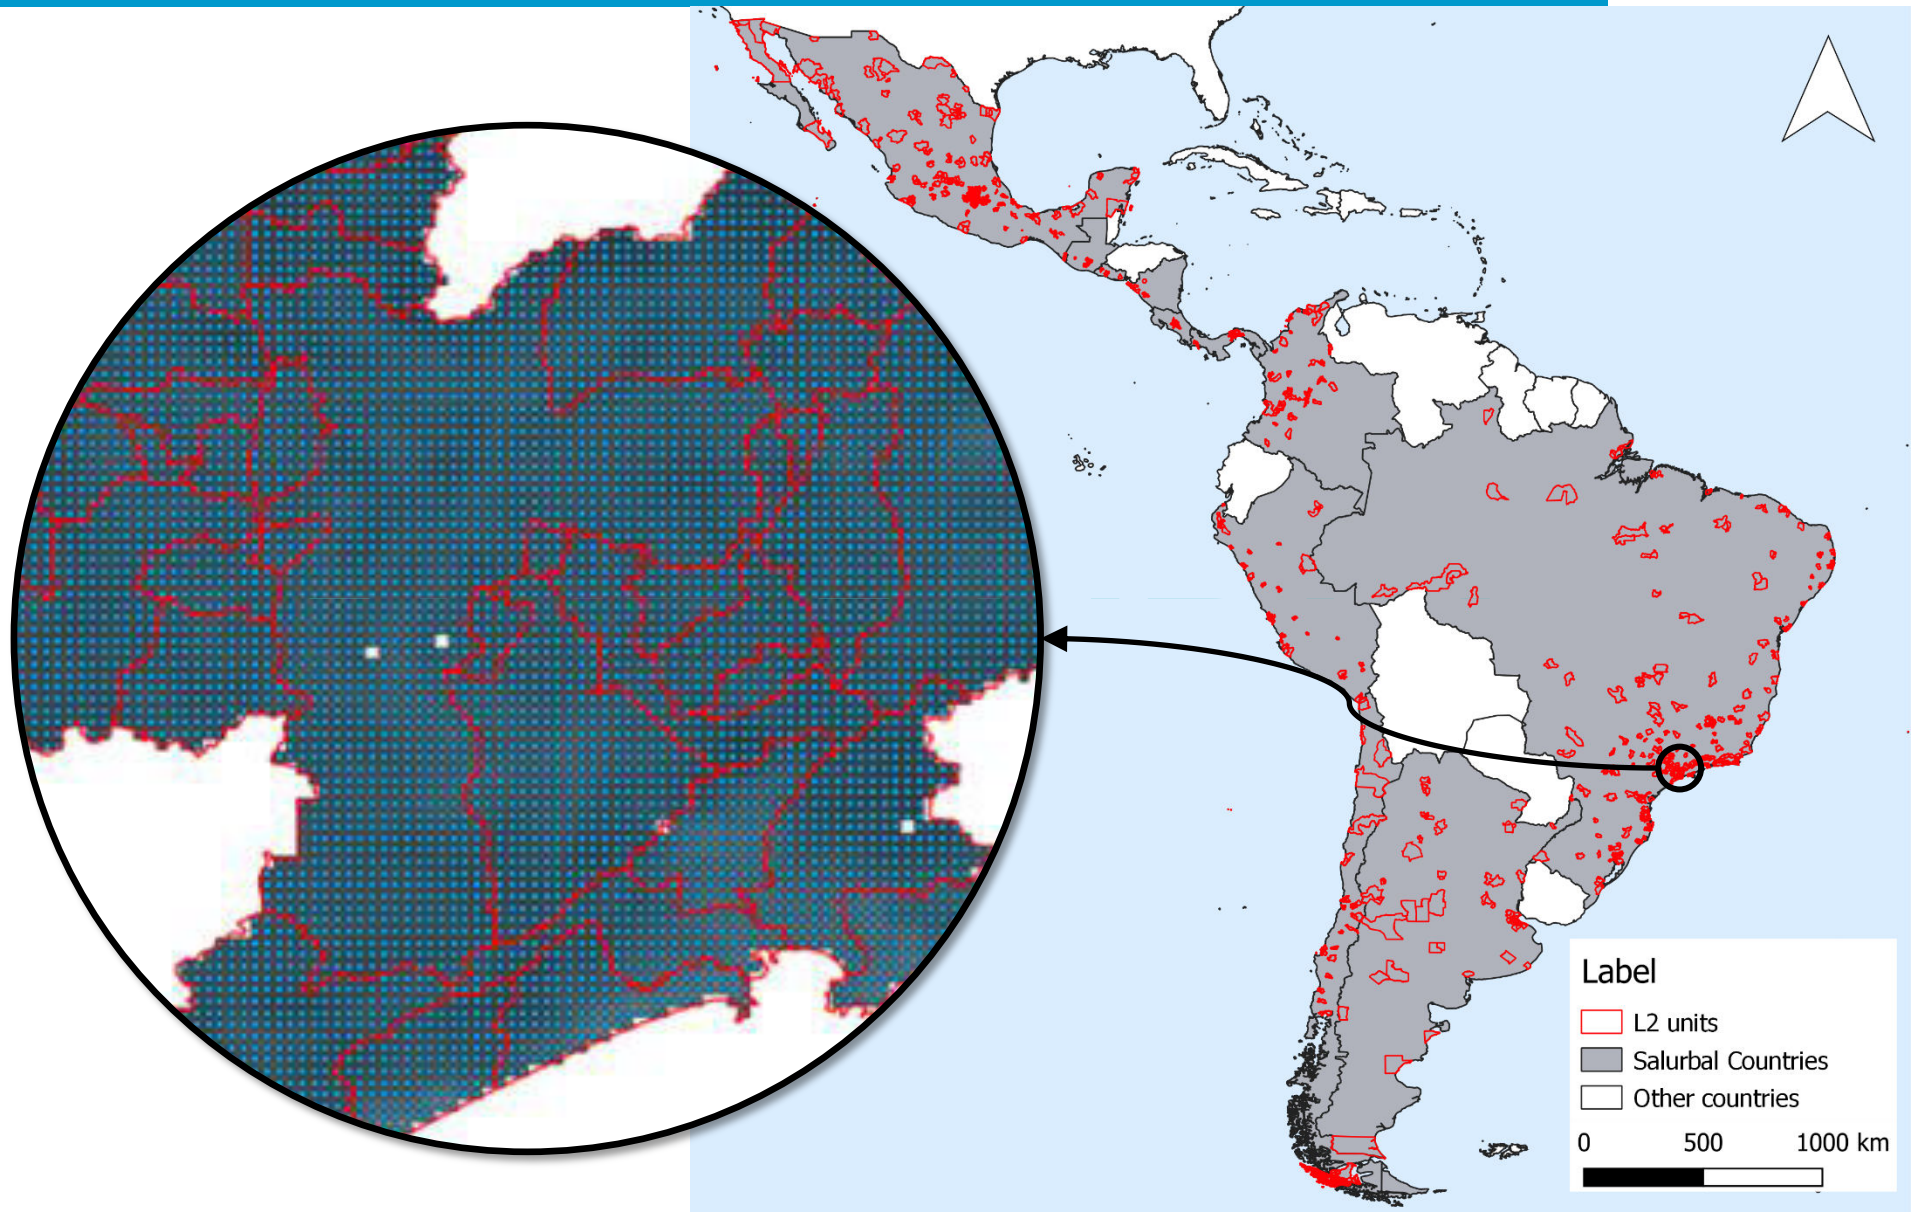 Label
L2 units
Salurbal Countries
Other countries
0 500 1000 km